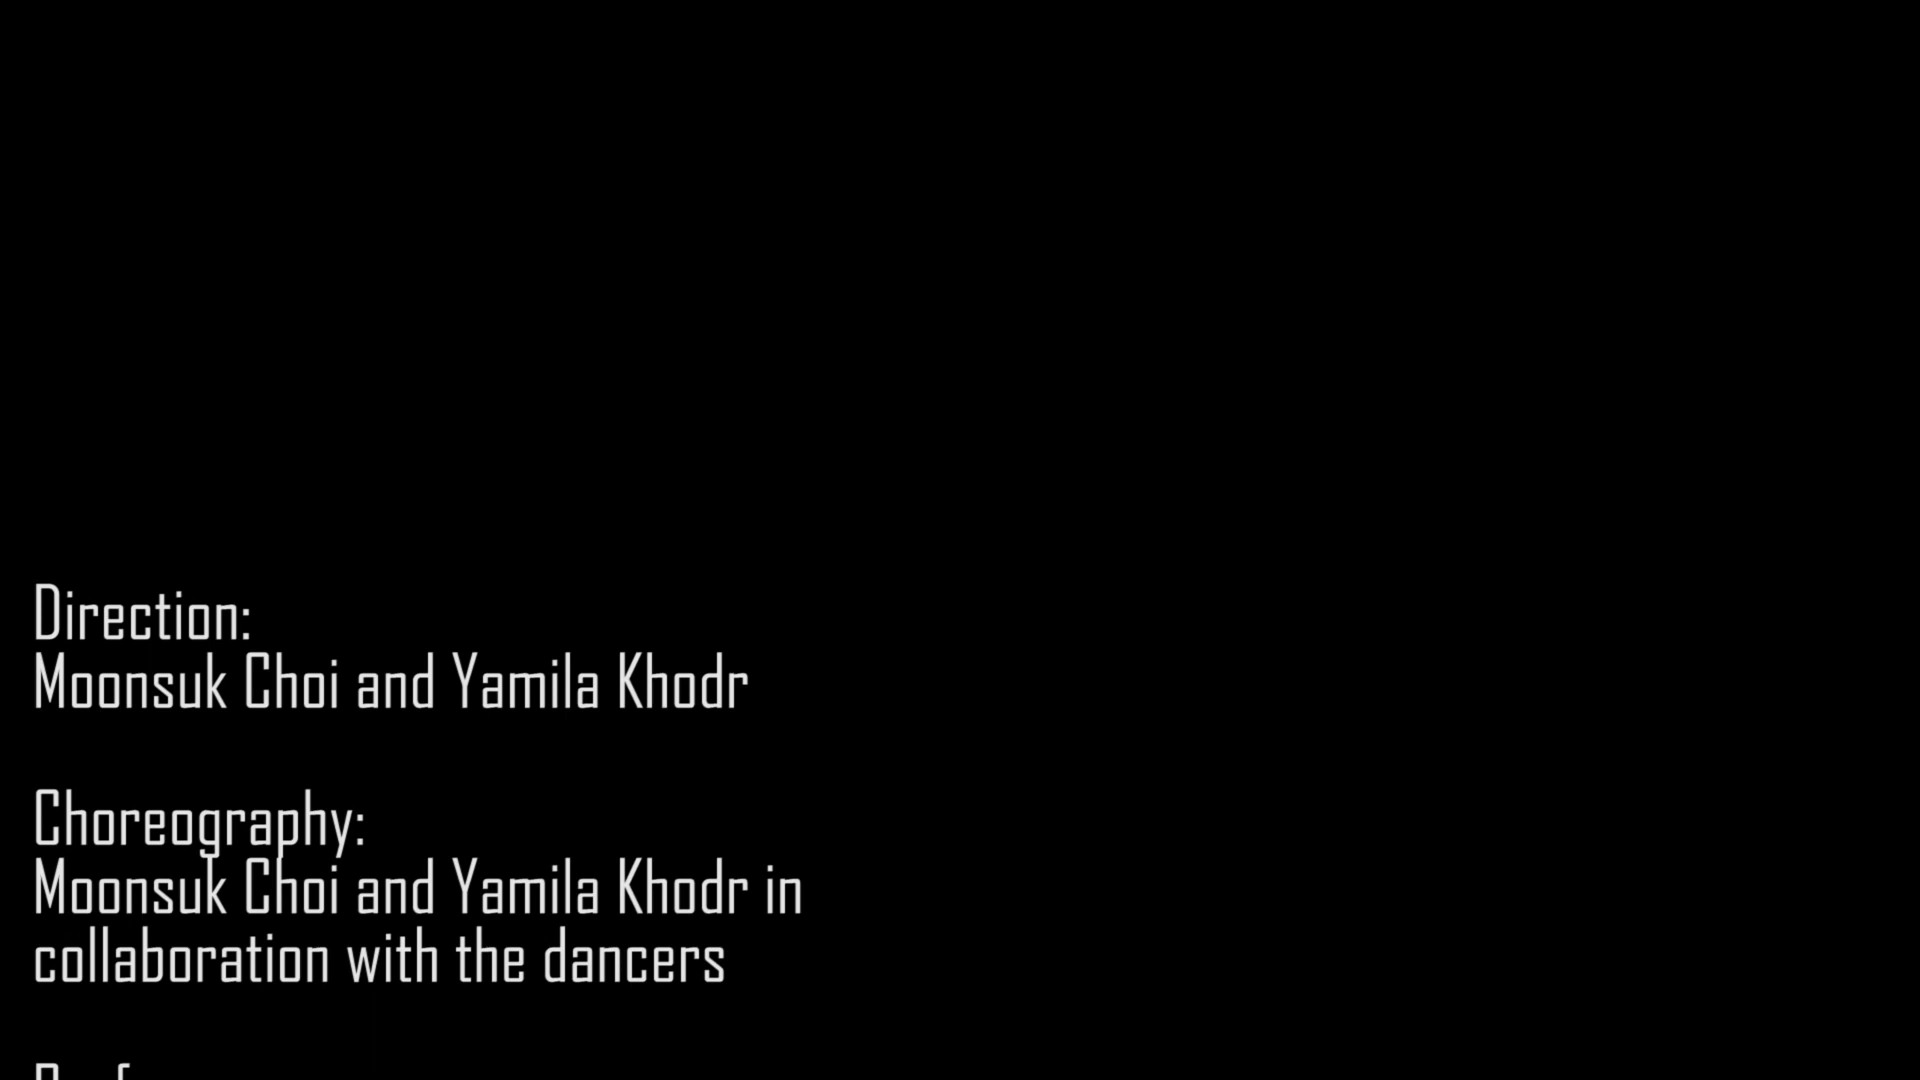 Direction:
Moonsuk Choi and Yamila Khodr
Choreography:
Moonsuk Choi and Yamila Khodr in
collaboration with the dancers